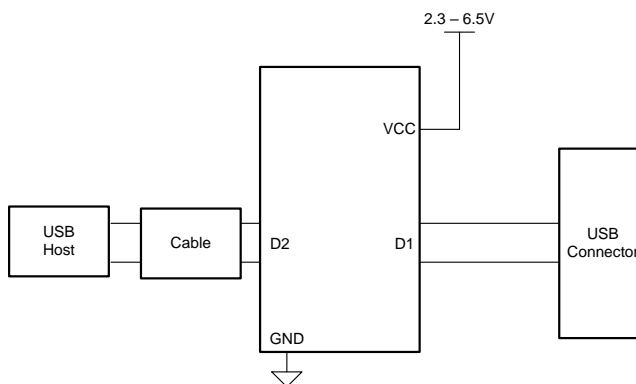 2.3 – 6.5V
VCC
USB
Host
Cable
D2
D1
USB
Connector
GND